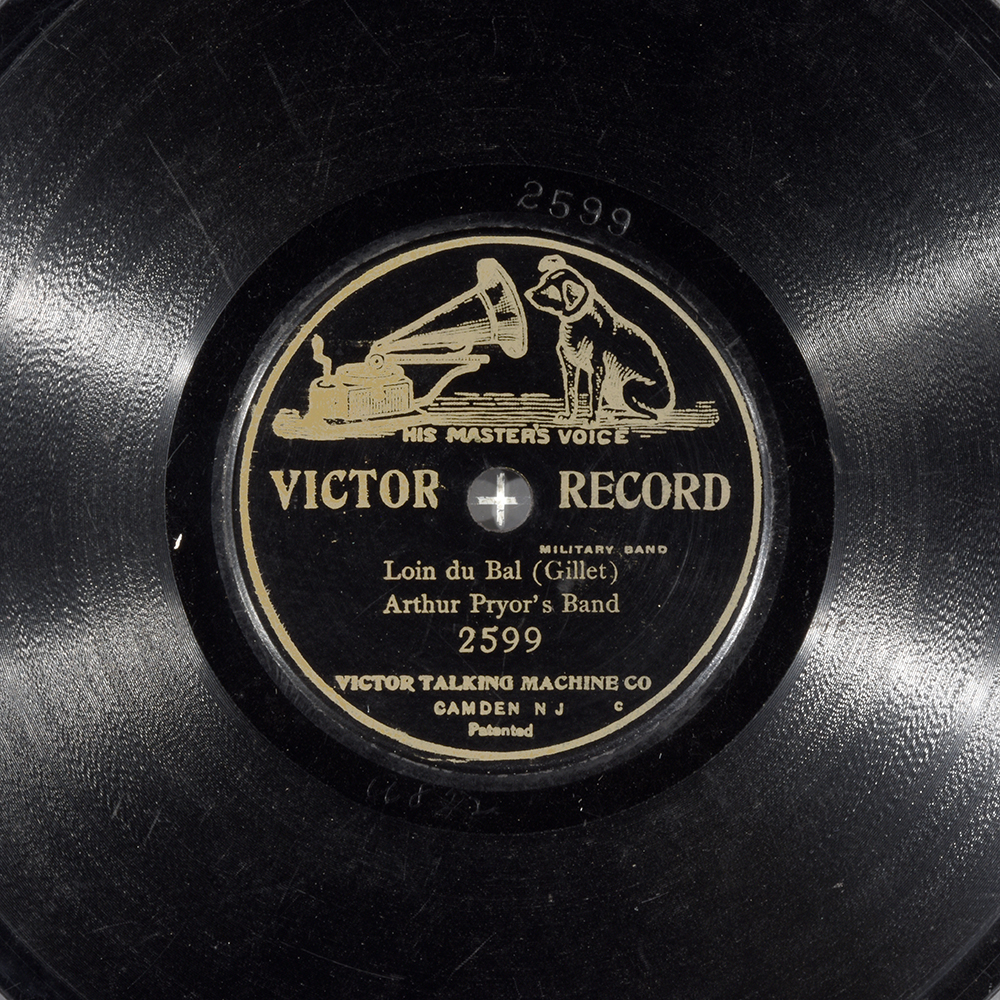 2599
HIS MASTER'S VOICE
VICTOR RECORD
MILITARY BAND
Loin du Bal (Gillet)
Arthur Pryor's Band
2599
VICTOR TALKING MACHINE CO
CAMDEN N J C
Patented